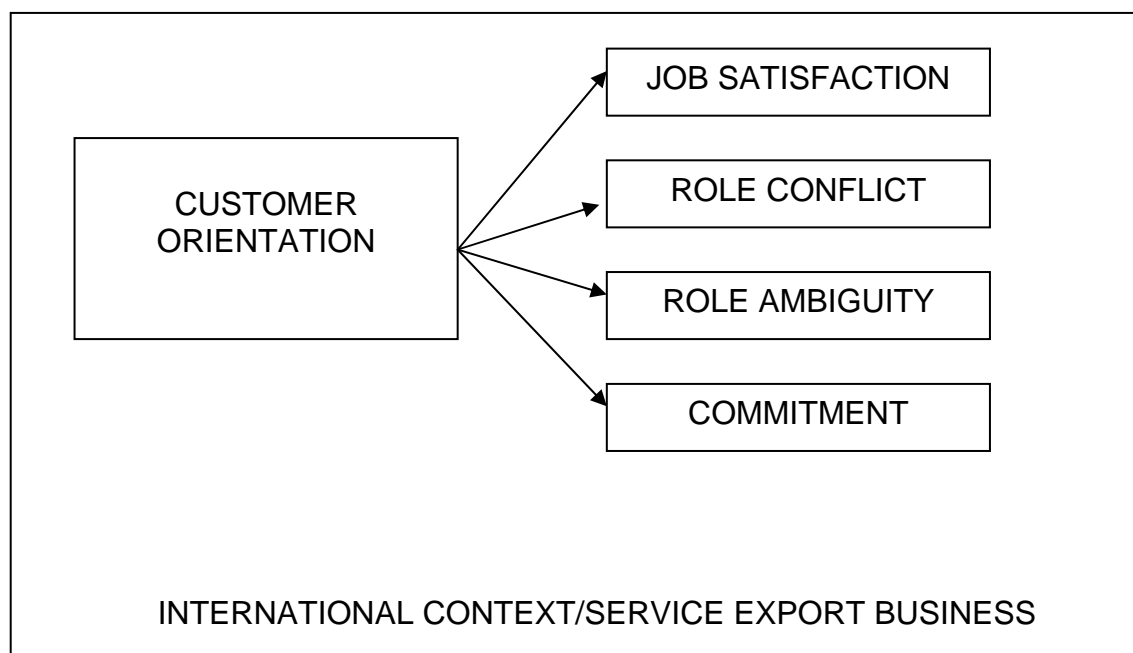 JOB SATISFACTION
CUSTOMER
ORIENTATION
ROLE CONFLICT
ROLE AMBIGUITY
COMMITMENT
INTERNATIONAL CONTEXT/SERVICE EXPORT BUSINESS